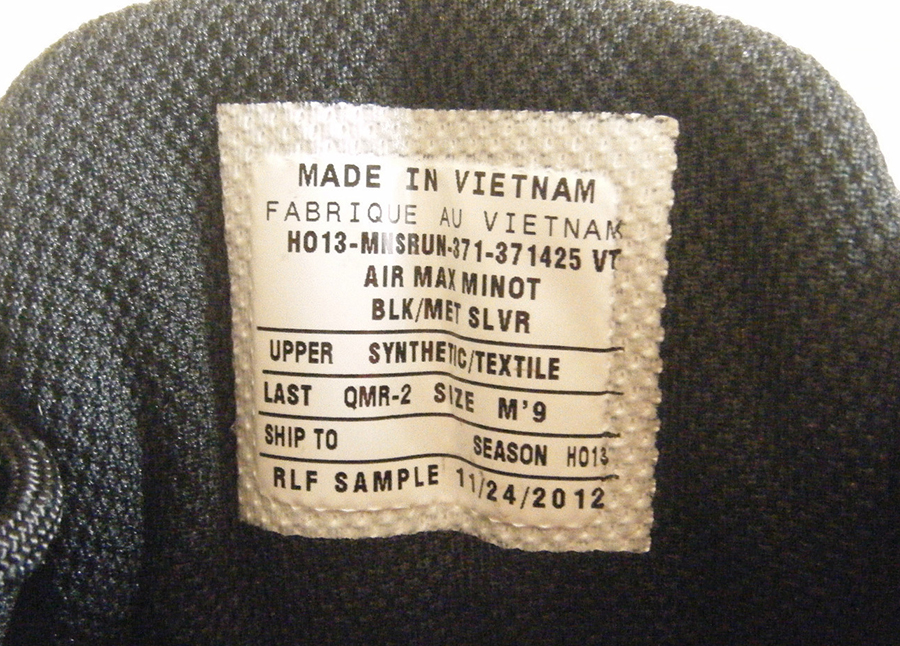 MADE IN VIETNAM
FABRIQUE AU VIETNAM
HO13-MNSRUN-371-371425 VT
AIR MAX MINOT
BLK/MET SLVR
UPPER SYNTHETIC/TEXTILE
LAST QMR-2 SIZE M'9
SHIP TO SEASON HO13
RLF SAMPLE 11/24/2012